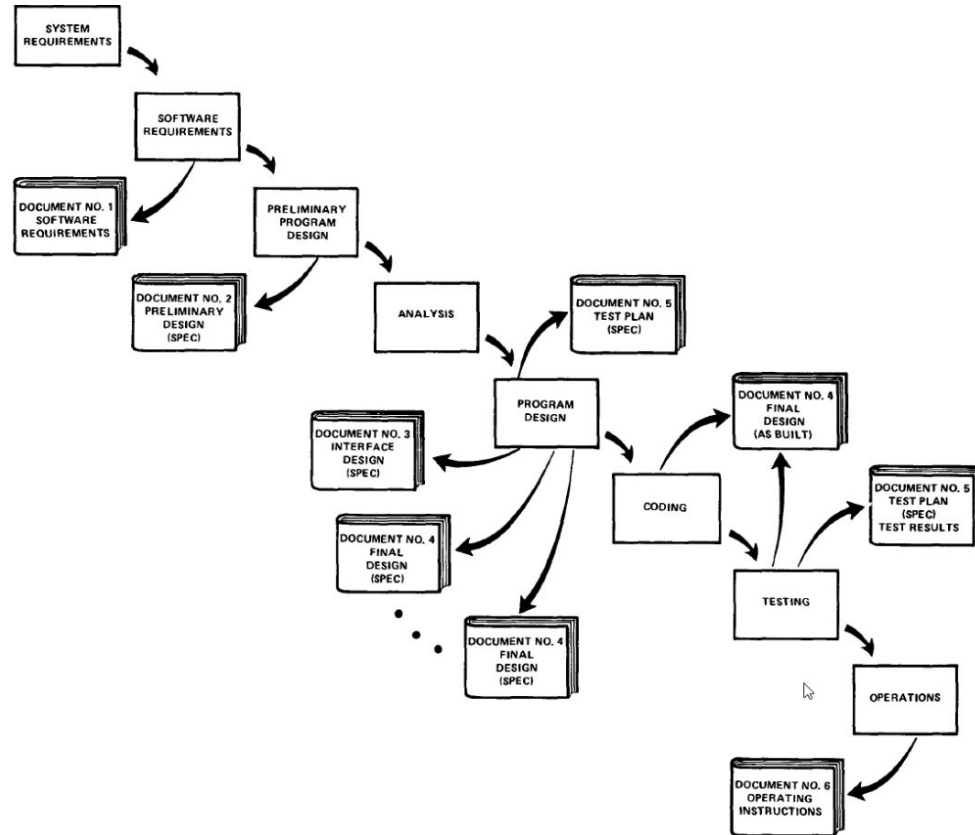 SYSTEM
REQUIREMENTS
SOFTWARE
REQUIREMENTS
DOCUMENT NO. 1
SOFTWARE
REQUIREMENTS
PRELIMINARY
PROGRAM
DESIGN
DOCUMENT NO. 2
PRELIMINARY
DESIGN
(SPEC)
ANALYSIS
DOCUMENT NO. 5
TEST PLAN
(SPEC)
PROGRAM
DESIGN
DOCUMENT NO. 4
FINAL
DESIGN
(AS BUILT)
DOCUMENT NO. 3
INTERFACE
DESIGN
(SPEC)
CODING
DOCUMENT NO. 5
TEST PLAN
(SPEC)
TEST RESULTS
DOCUMENT NO. 4
FINAL
DESIGN
(SPEC)
TESTING
DOCUMENT NO. 4
FINAL
DESIGN
(SPEC)
OPERATIONS
DOCUMENT NO. 6
OPERATING
INSTRUCTIONS